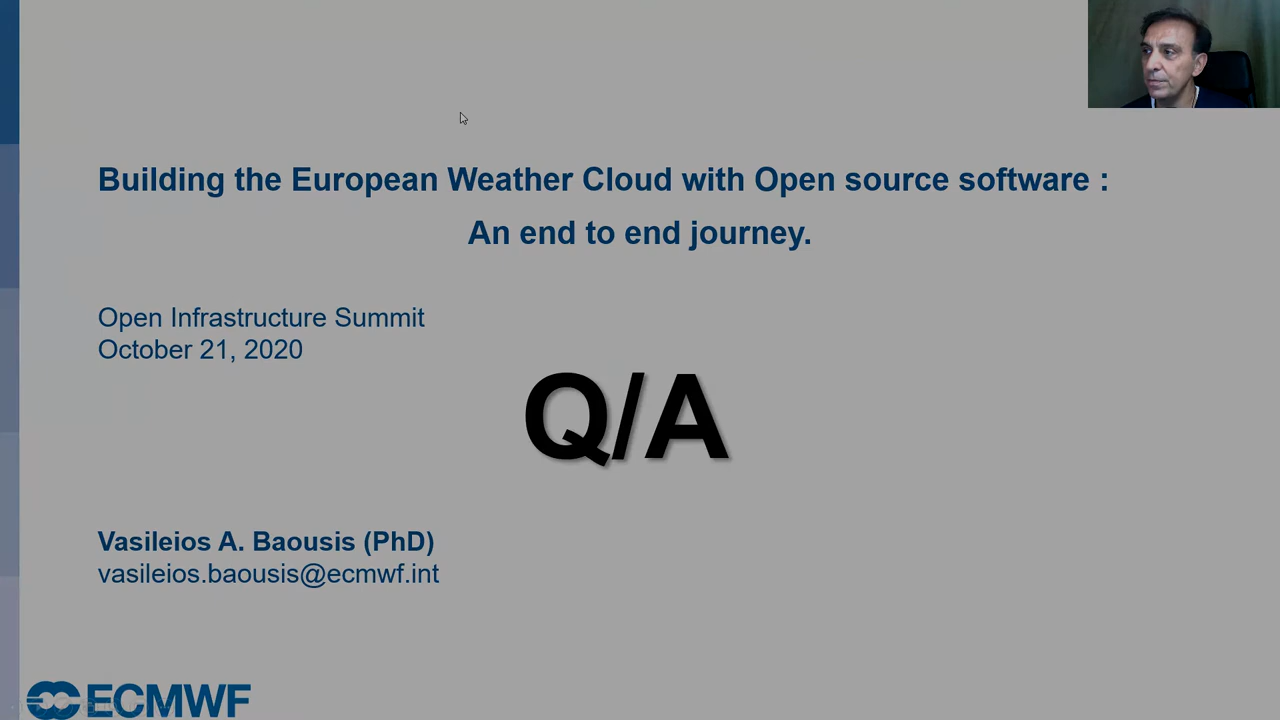 Building the European Weather Cloud with Open source software :
An end to end journey.
Open Infrastructure Summit
October 21, 2020
Q/A
Vasileios A. Baousis (PhD)
vasileios.baousis@ecmwf.int
ECMWF